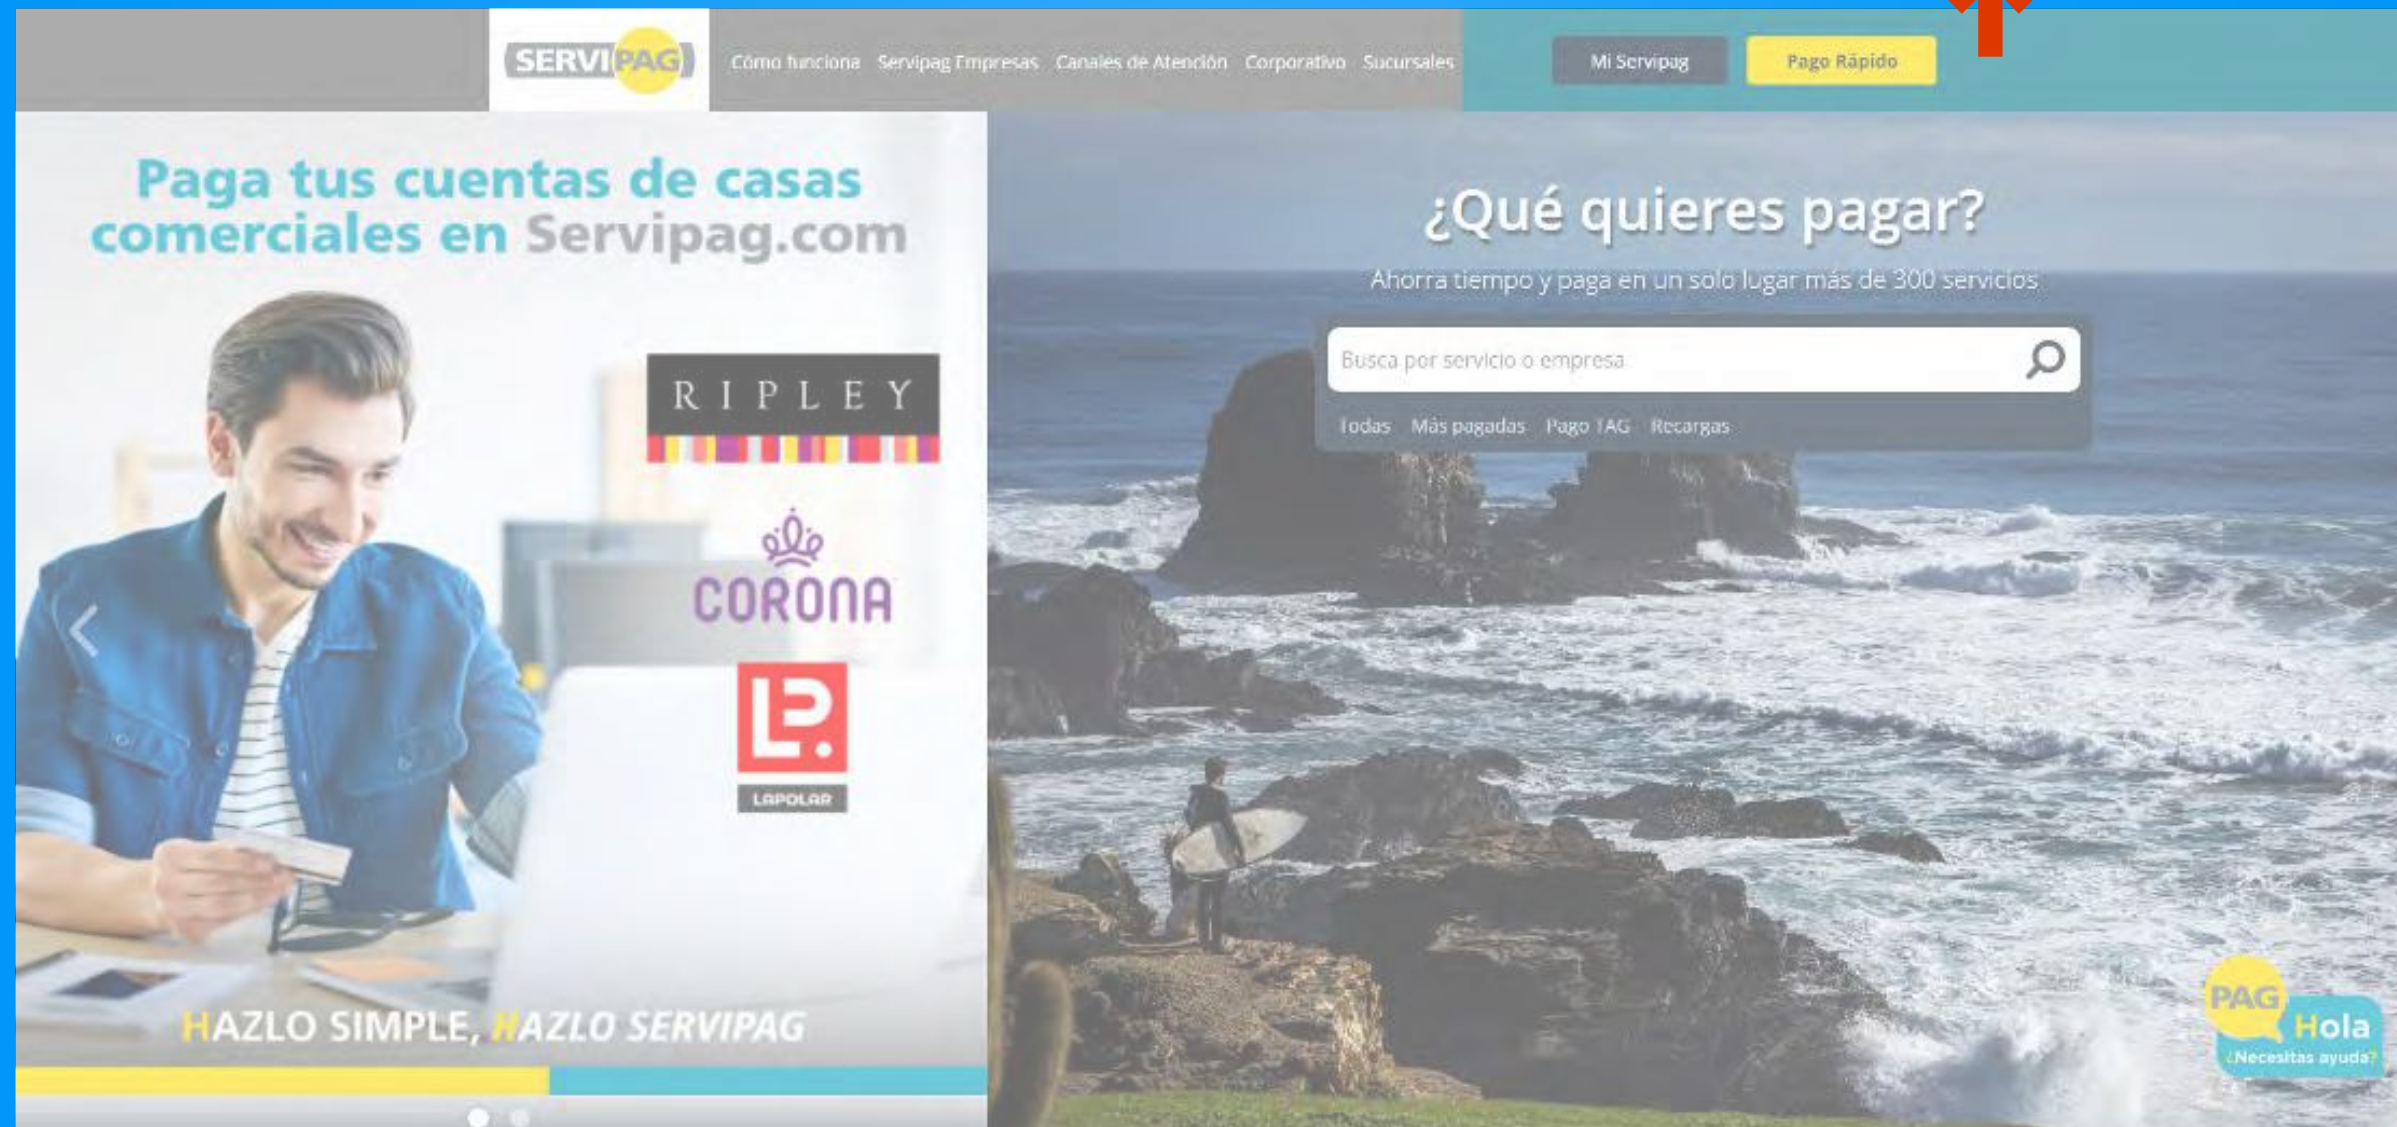 SERVIPAG
Cómo funciona Servipag Empresas Canales de Atención Corporativo Sucursales
Mi Servipag
Pago Rápido
Paga tus cuentas de casas
comerciales en Servipag.com
RIPLEY
CORONA
LP.
LAPOLAR
HAZLO SIMPLE, HAZLO SERVIPAG
¿Qué quieres pagar?
Ahorra tiempo y paga en un solo lugar más de 300 servicios
Busca por servicio o empresa
Todas Más pagadas Pago TAG Recargas
PAG
Hola
¿Necesitas ayuda?